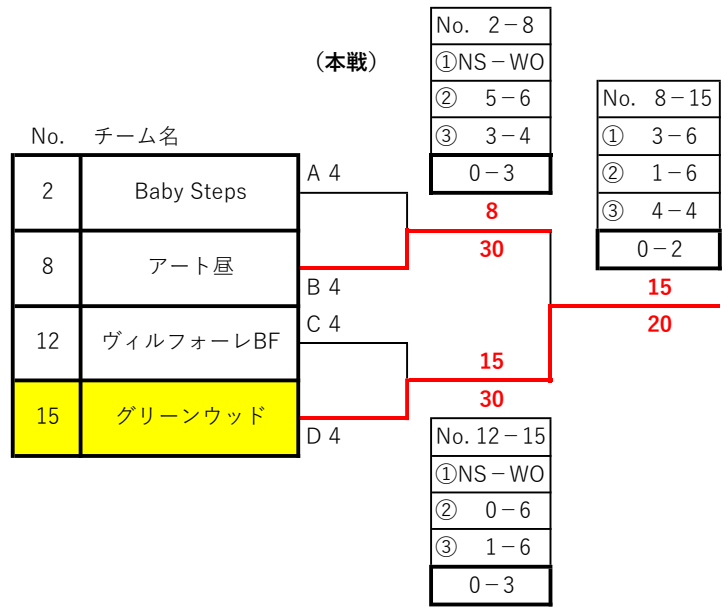 (本戦)
No. 2-8
①NS-WO
② 5-6
③ 3-4
0-3
8
30
No. 8-15
① 3-6
② 1-6
③ 4-4
0-2
15
20
No. チーム名
2 Baby Steps A 4
8 アート昼 B 4
12 ヴィルフォーレBF C 4
15 グリーンウッド D 4
15
30
No. 12-15
①NS-WO
② 0-6
③ 1-6
0-3